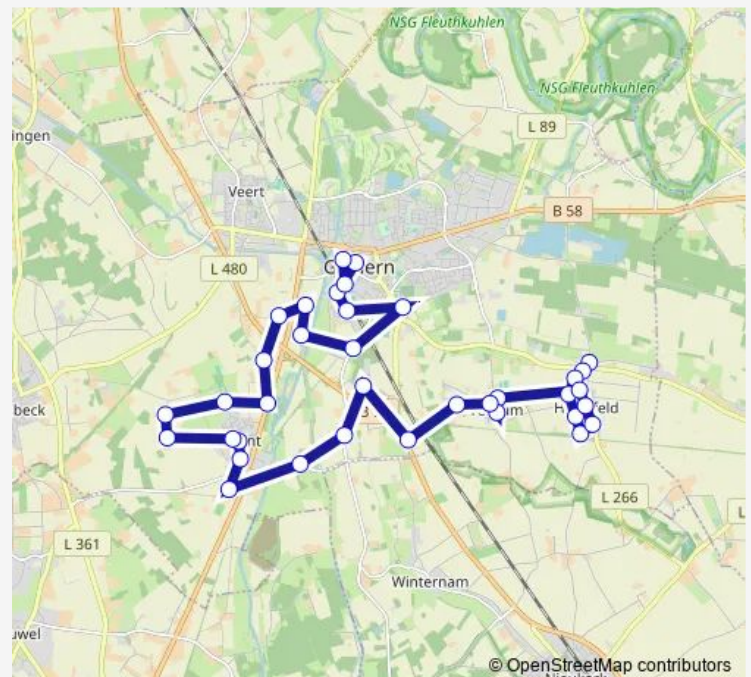 NSG Fleuthkuhlen
NSG Fleuthkuhlen
L 89
ingen
Veert
B 58
L 480
beck
L 266
L
L 361
Winternam
uwel
© OpenStreetMap contributors